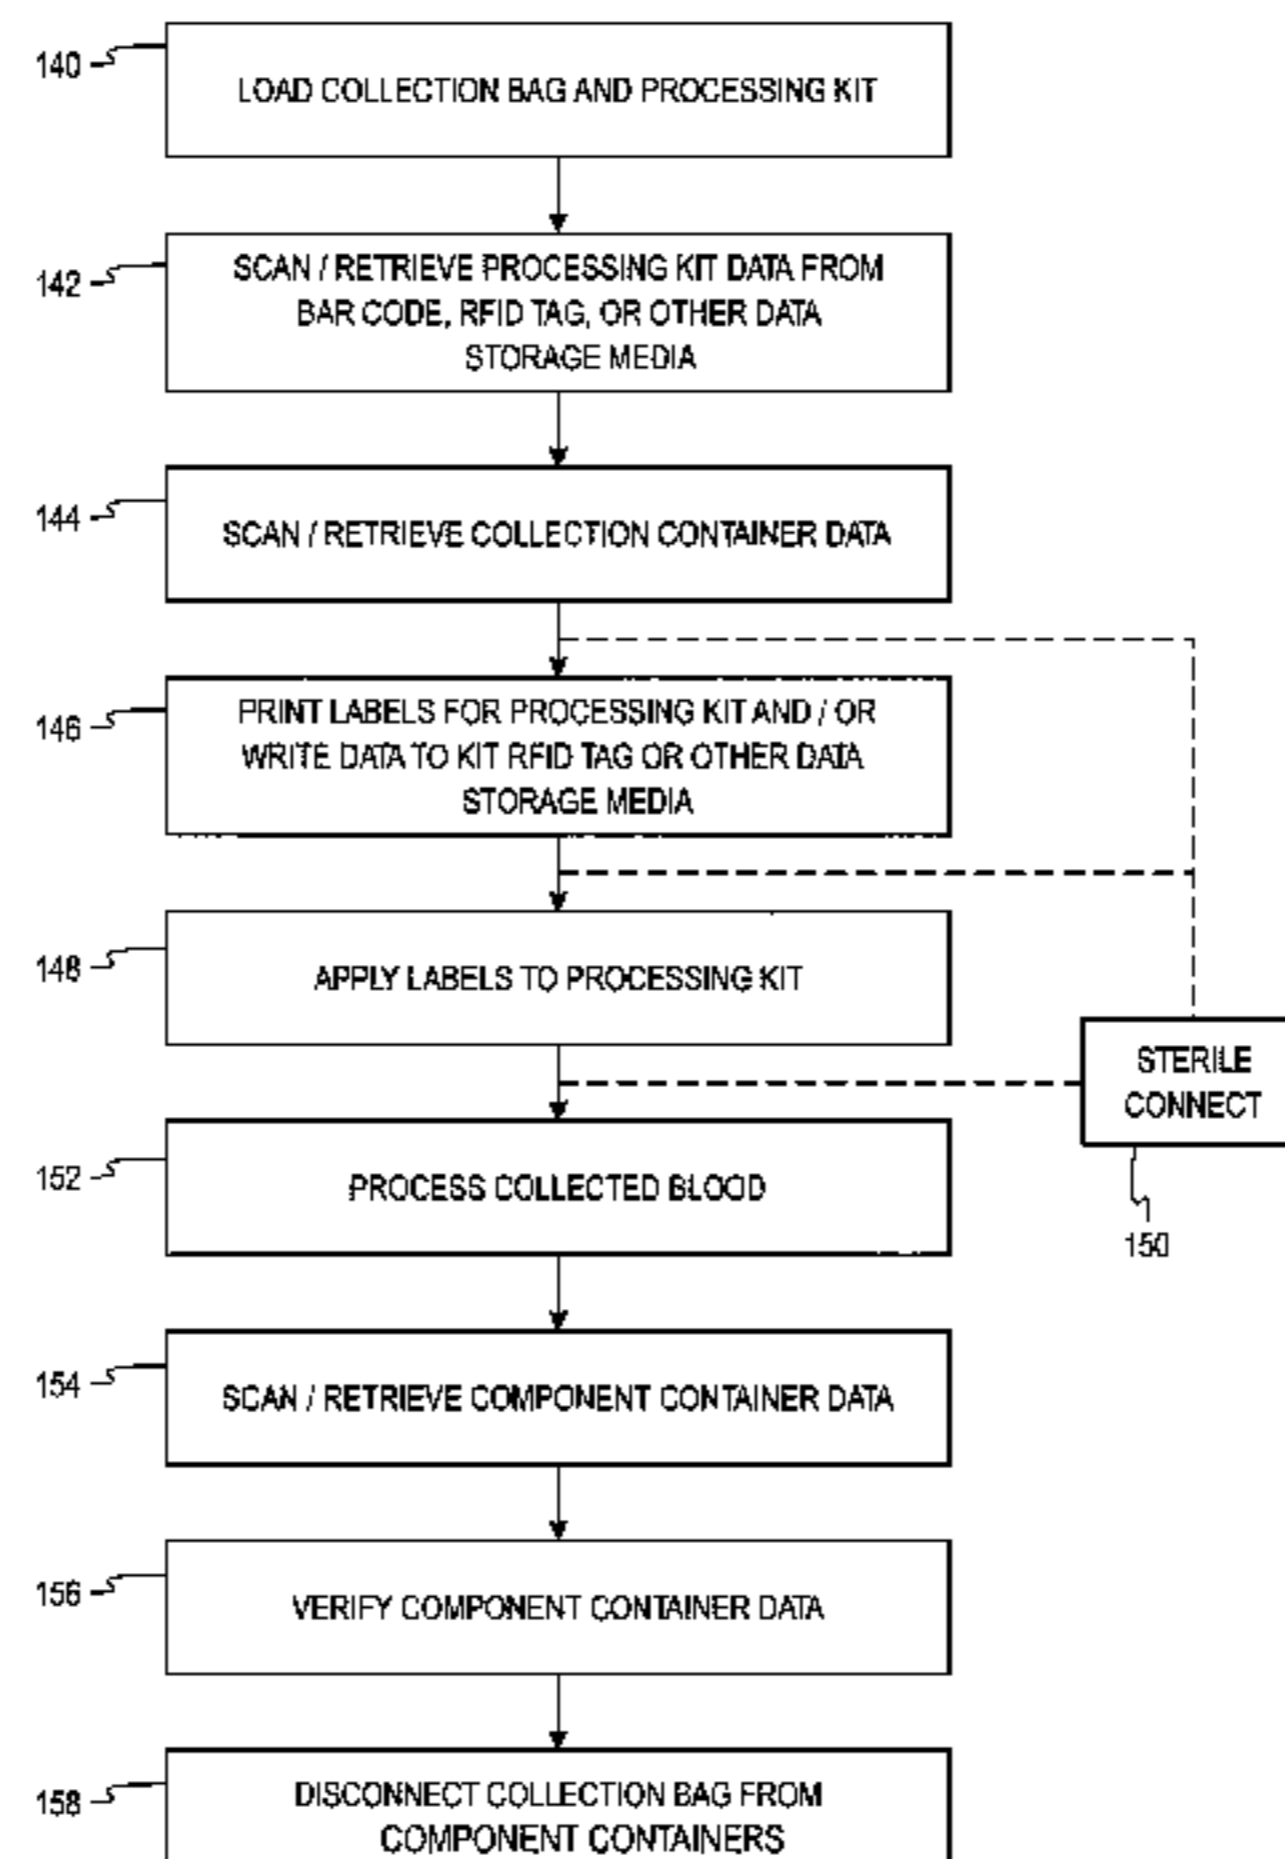 140
LOAD COLLECTION BAG AND PROCESSING KIT
142
SCAN / RETRIEVE PROCESSING KIT DATA FROM
BAR CODE, RFID TAG, OR OTHER DATA
STORAGE MEDIA
144
SCAN / RETRIEVE COLLECTION CONTAINER DATA
146
PRINT LABELS FOR PROCESSING KIT AND / OR
WRITE DATA TO KIT RFID TAG OR OTHER DATA
STORAGE MEDIA
148
APPLY LABELS TO PROCESSING KIT
STERILE
CONNECT
150
152
PROCESS COLLECTED BLOOD
154
SCAN / RETRIEVE COMPONENT CONTAINER DATA
156
VERIFY COMPONENT CONTAINER DATA
158
DISCONNECT COLLECTION BAG FROM
COMPONENT CONTAINERS